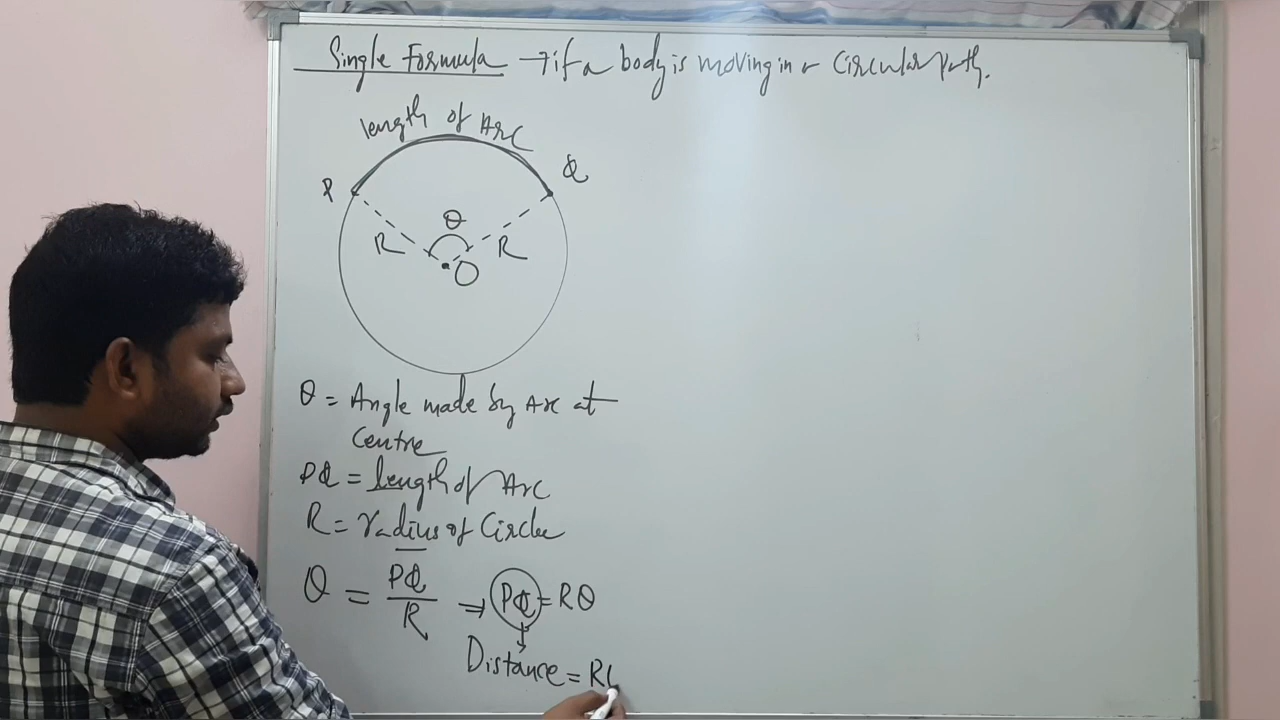 Single Formula → if a body is moving in a Circular Path.
length of Arc
P
Q
θ
R
R
O
θ = Angle made by Arc at
Centre
PQ = length of Arc
R = radius of Circle
θ = PQ/R ⇒ PQ = Rθ
Distance = R